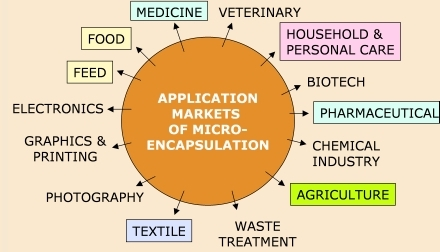 MEDICINE
VETERINARY
FOOD
HOUSEHOLD &
PERSONAL CARE
FEED
BIOTECH
ELECTRONICS
APPLICATION
MARKETS
OF MICRO-
ENCAPSULATION
PHARMACEUTICAL
GRAPHICS &
PRINTING
CHEMICAL
INDUSTRY
PHOTOGRAPHY
AGRICULTURE
TEXTILE
WASTE
TREATMENT